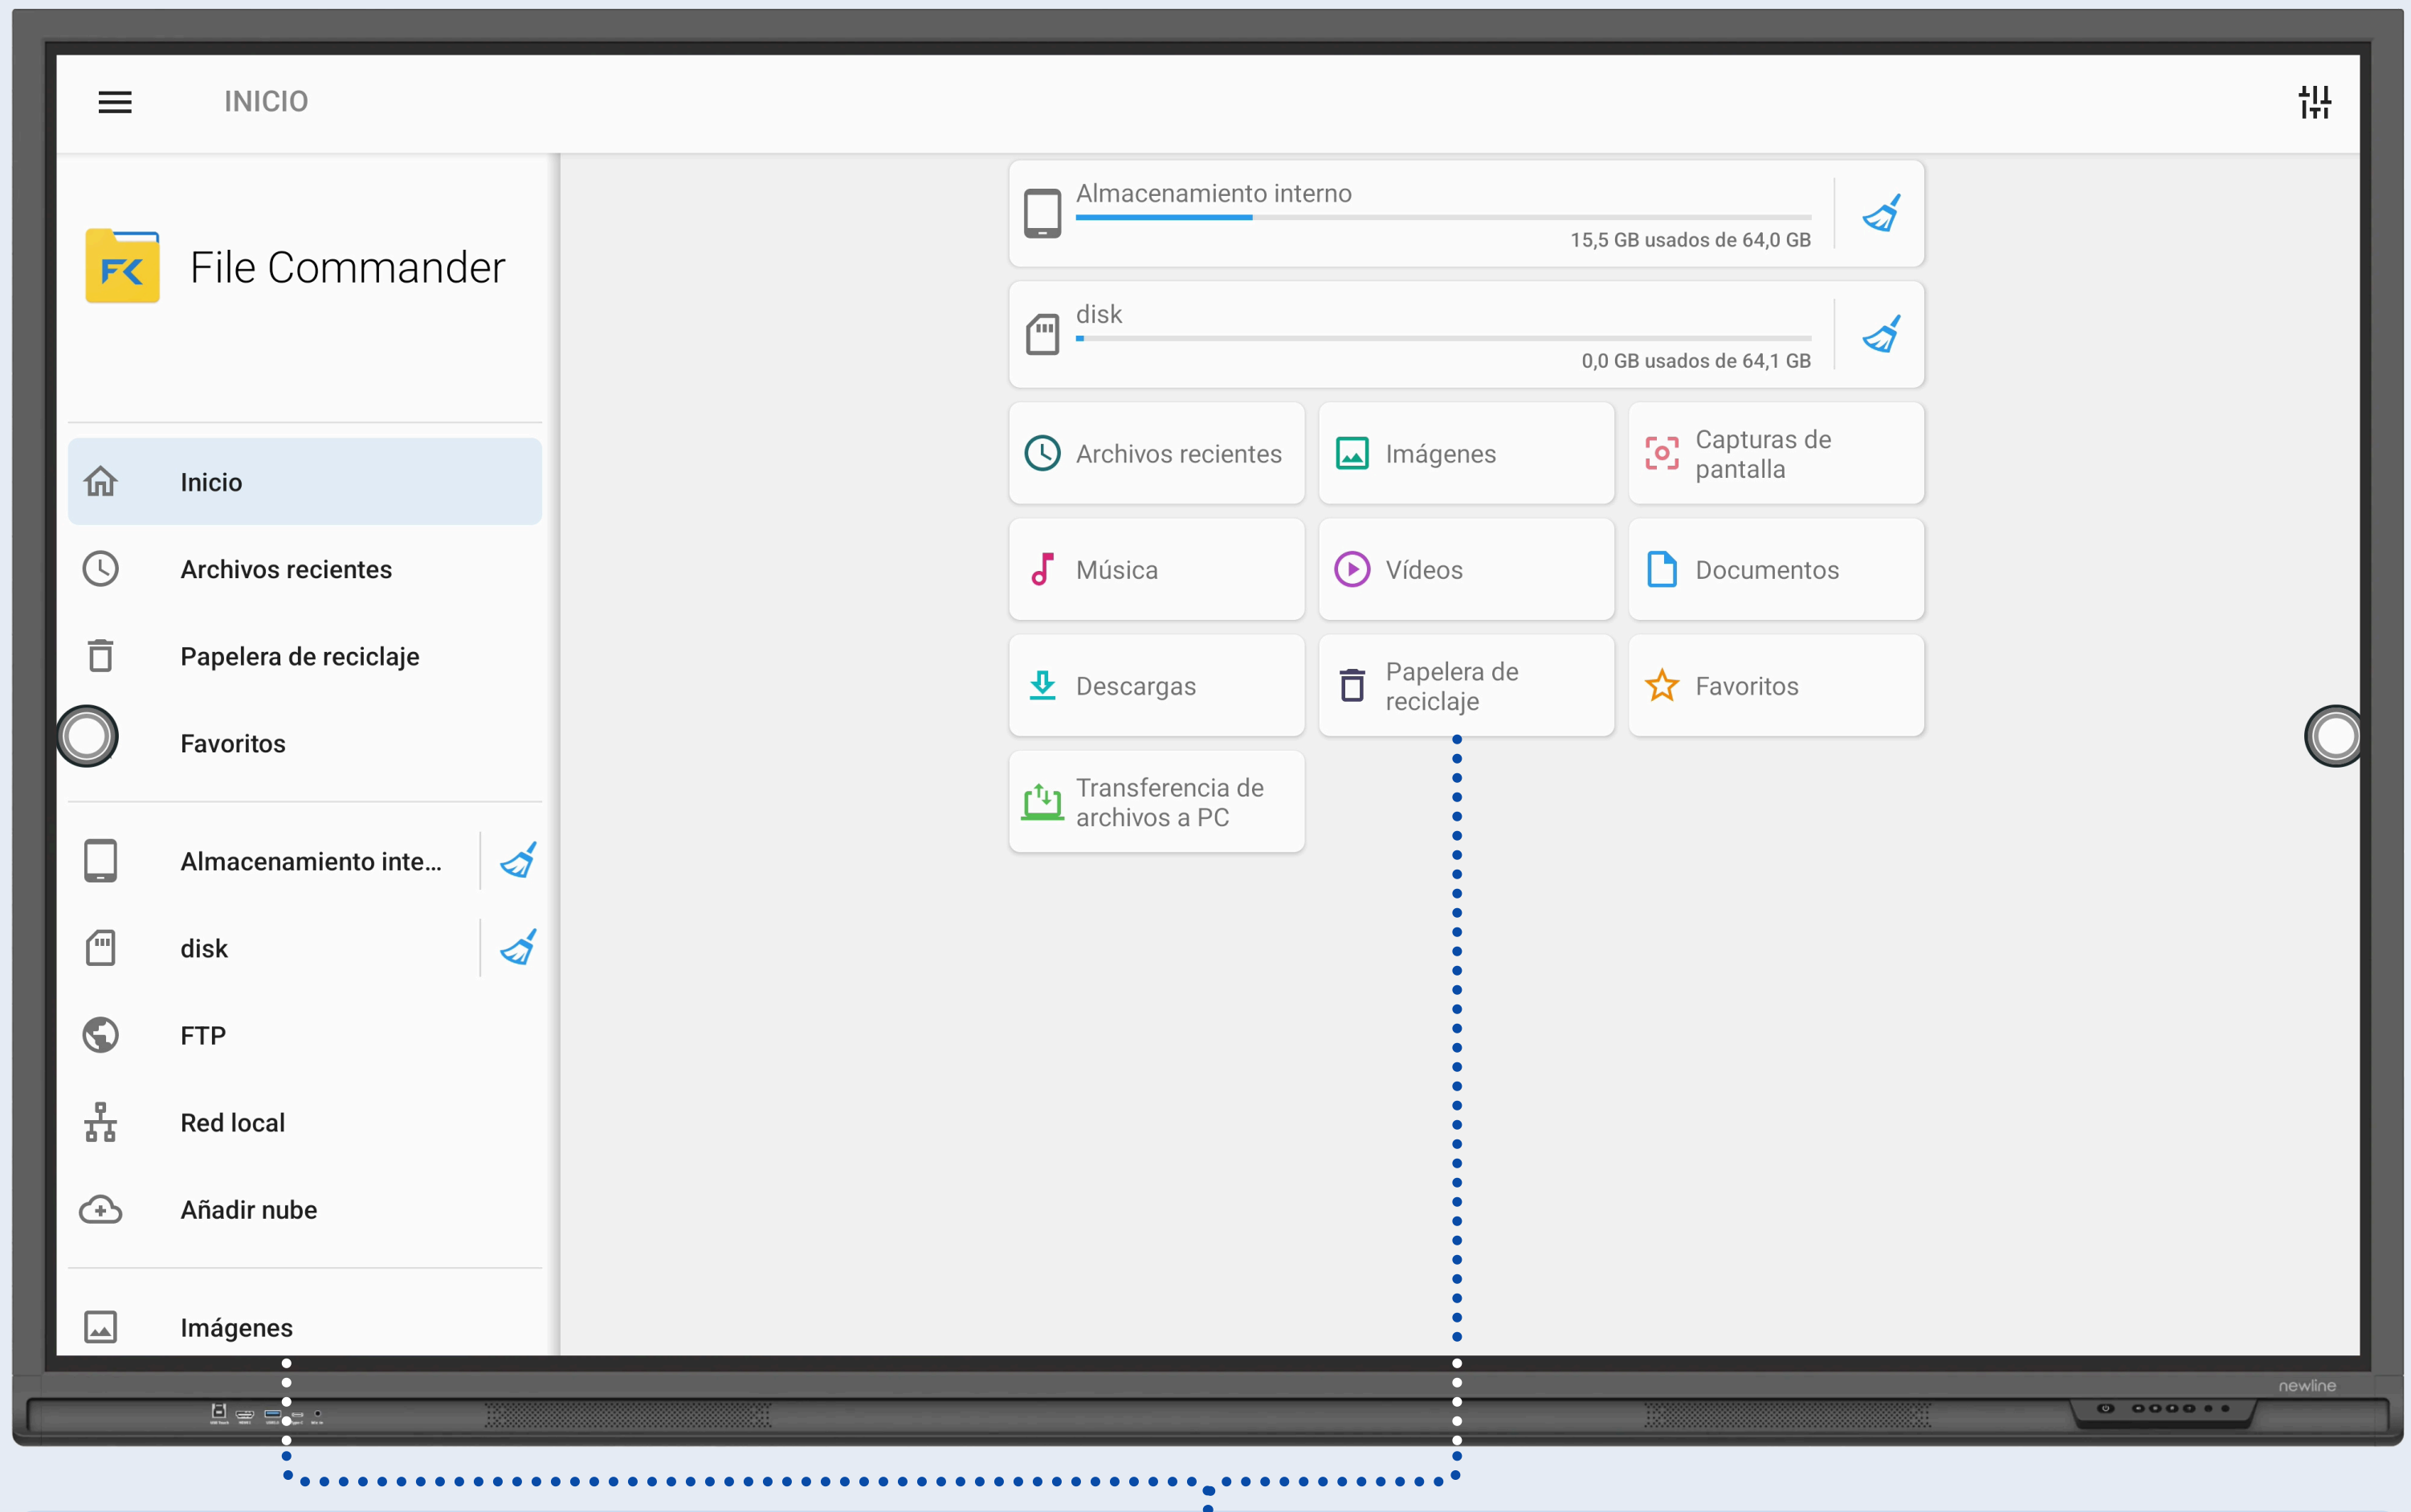 INICIO
File Commander
Inicio
Archivos recientes
Papelera de reciclaje
Favoritos
Almacenamiento inte...
disk
FTP
Red local
Añadir nube
Imágenes
Almacenamiento interno
15,5 GB usados de 64,0 GB
disk
0,0 GB usados de 64,1 GB
Archivos recientes
Imágenes
Capturas de
pantalla
Música
Vídeos
Documentos
Descargas
Papelera de
reciclaje
Favoritos
Transferencia de
archivos a PC
newline